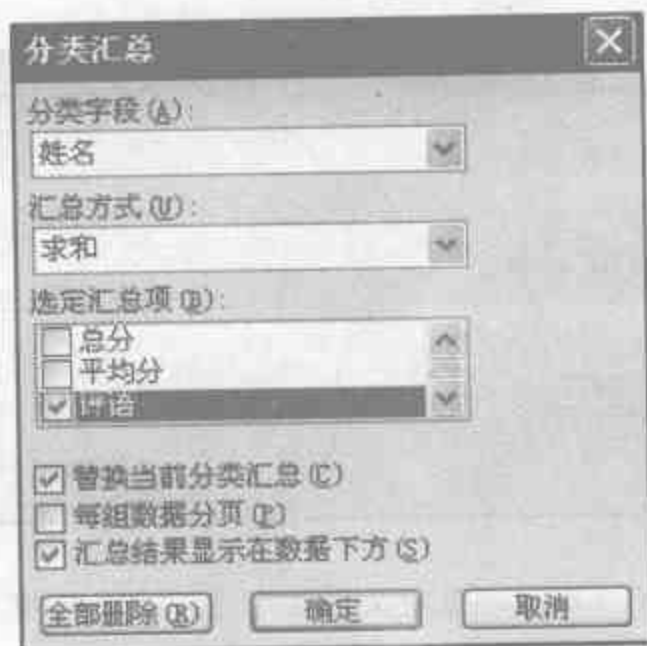 分类汇总
分类字段(A):
姓名
汇总方式(U):
求和
选定汇总项(D):
总分
平均分
评语
替换当前分类汇总(C)
每组数据分页(P)
汇总结果显示在数据下方(S)
全部删除(R) 确定 取消